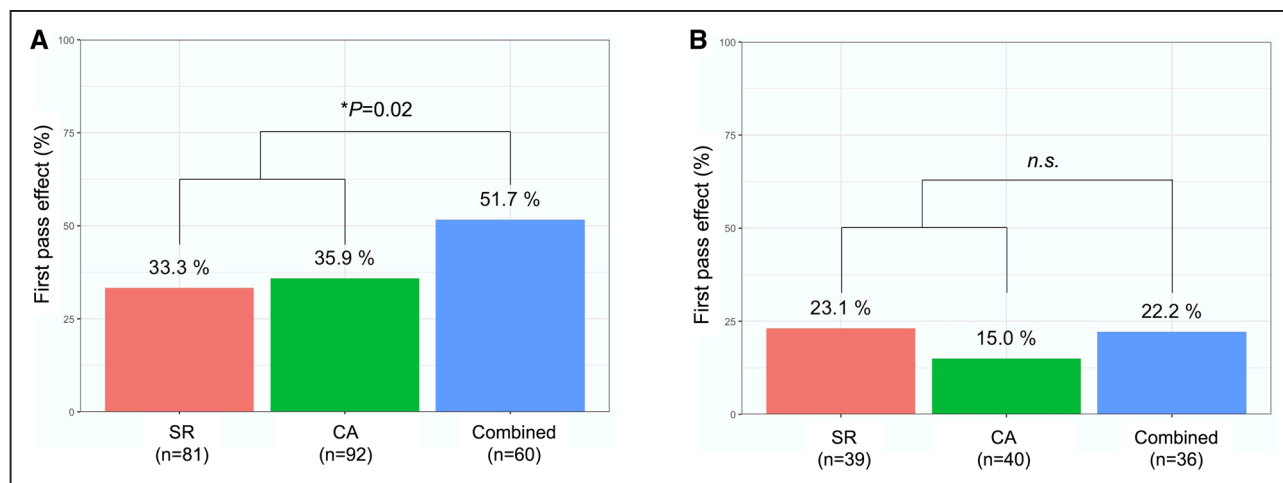 A
First pass effect (%)
100
75
50
25
0
*P=0.02
33.3 %
35.9 %
51.7 %
SR
(n=81)
CA
(n=92)
Combined
(n=60)
B
First pass effect (%)
100
75
50
25
0
n.s.
23.1 %
15.0 %
22.2 %
SR
(n=39)
CA
(n=40)
Combined
(n=36)